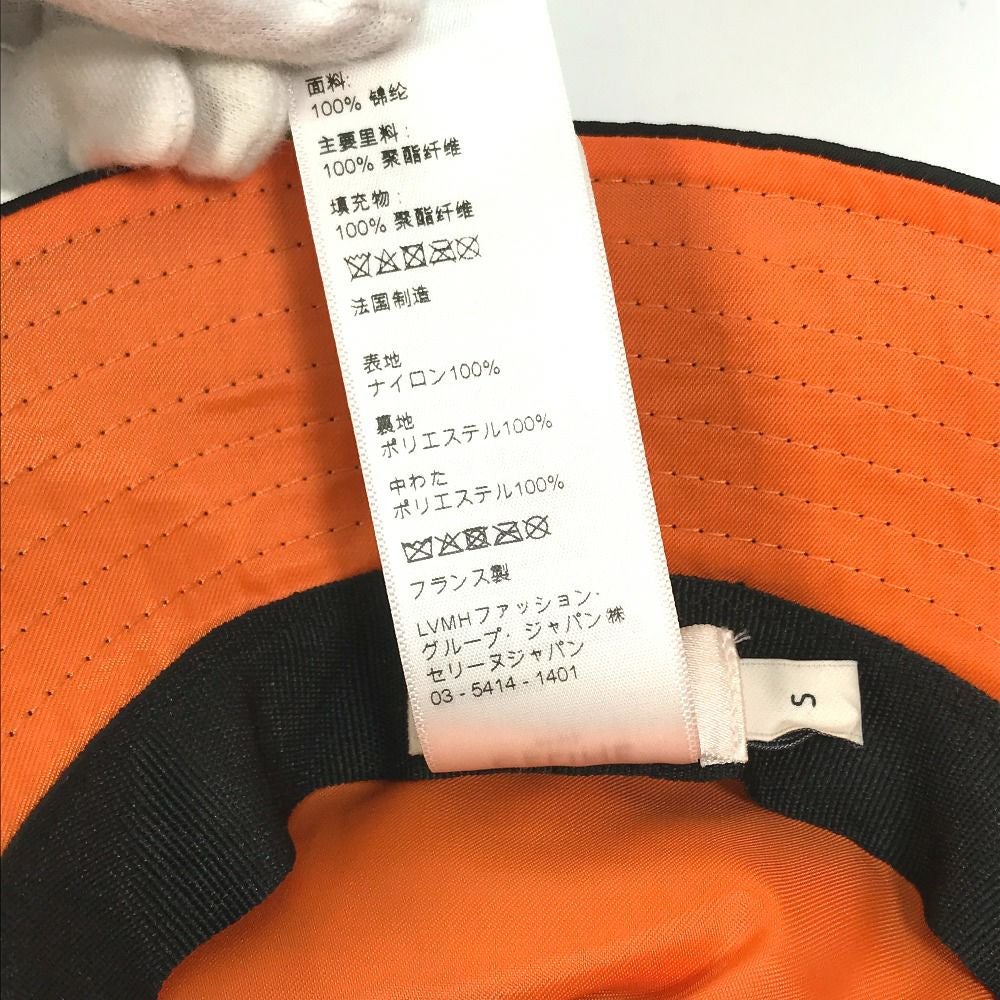 面料:
100% 锦纶
主要里料：
100% 聚酯纤维
填充物：
100% 聚酯纤维
法国制造
表地
ナイロン100%
裏地
ポリエステル100%
中わた
ポリエステル100%
フランス製
LVMHファッション・
グループ・ジャパン㈱
セリーヌジャパン
03 - 5414 - 1401
S